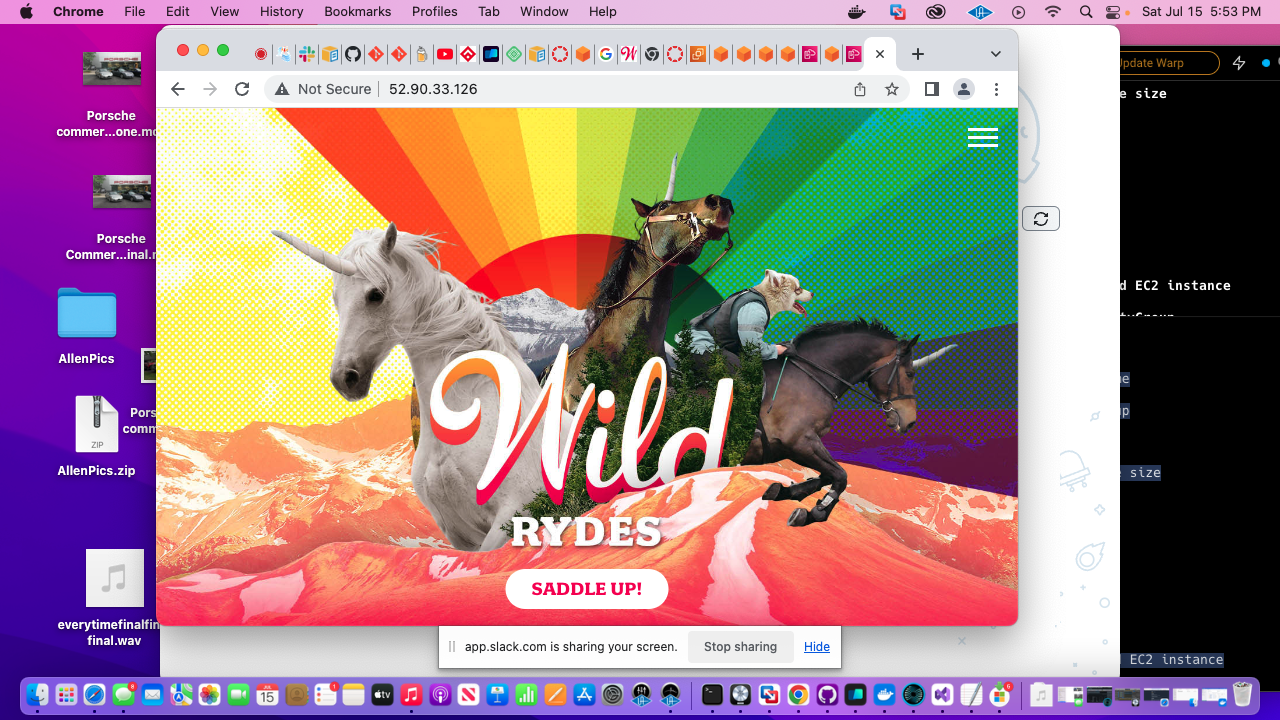 Chrome File Edit View History Bookmarks Profiles Tab Window Help Sat Jul 15 5:53 PM
Update Warp
Not Secure 52.90.33.126
e size
Porsche
commer...one.mo
Porsche
Commer...inal.m
d EC2 instance
AllenPics
Pors
comm
ZIP
AllenPics.zip
Wild
RYDES
SADDLE UP!
e size
everytimefinalfin
final.wav
app.slack.com is sharing your screen. Stop sharing Hide
EC2 instance
JUL
15